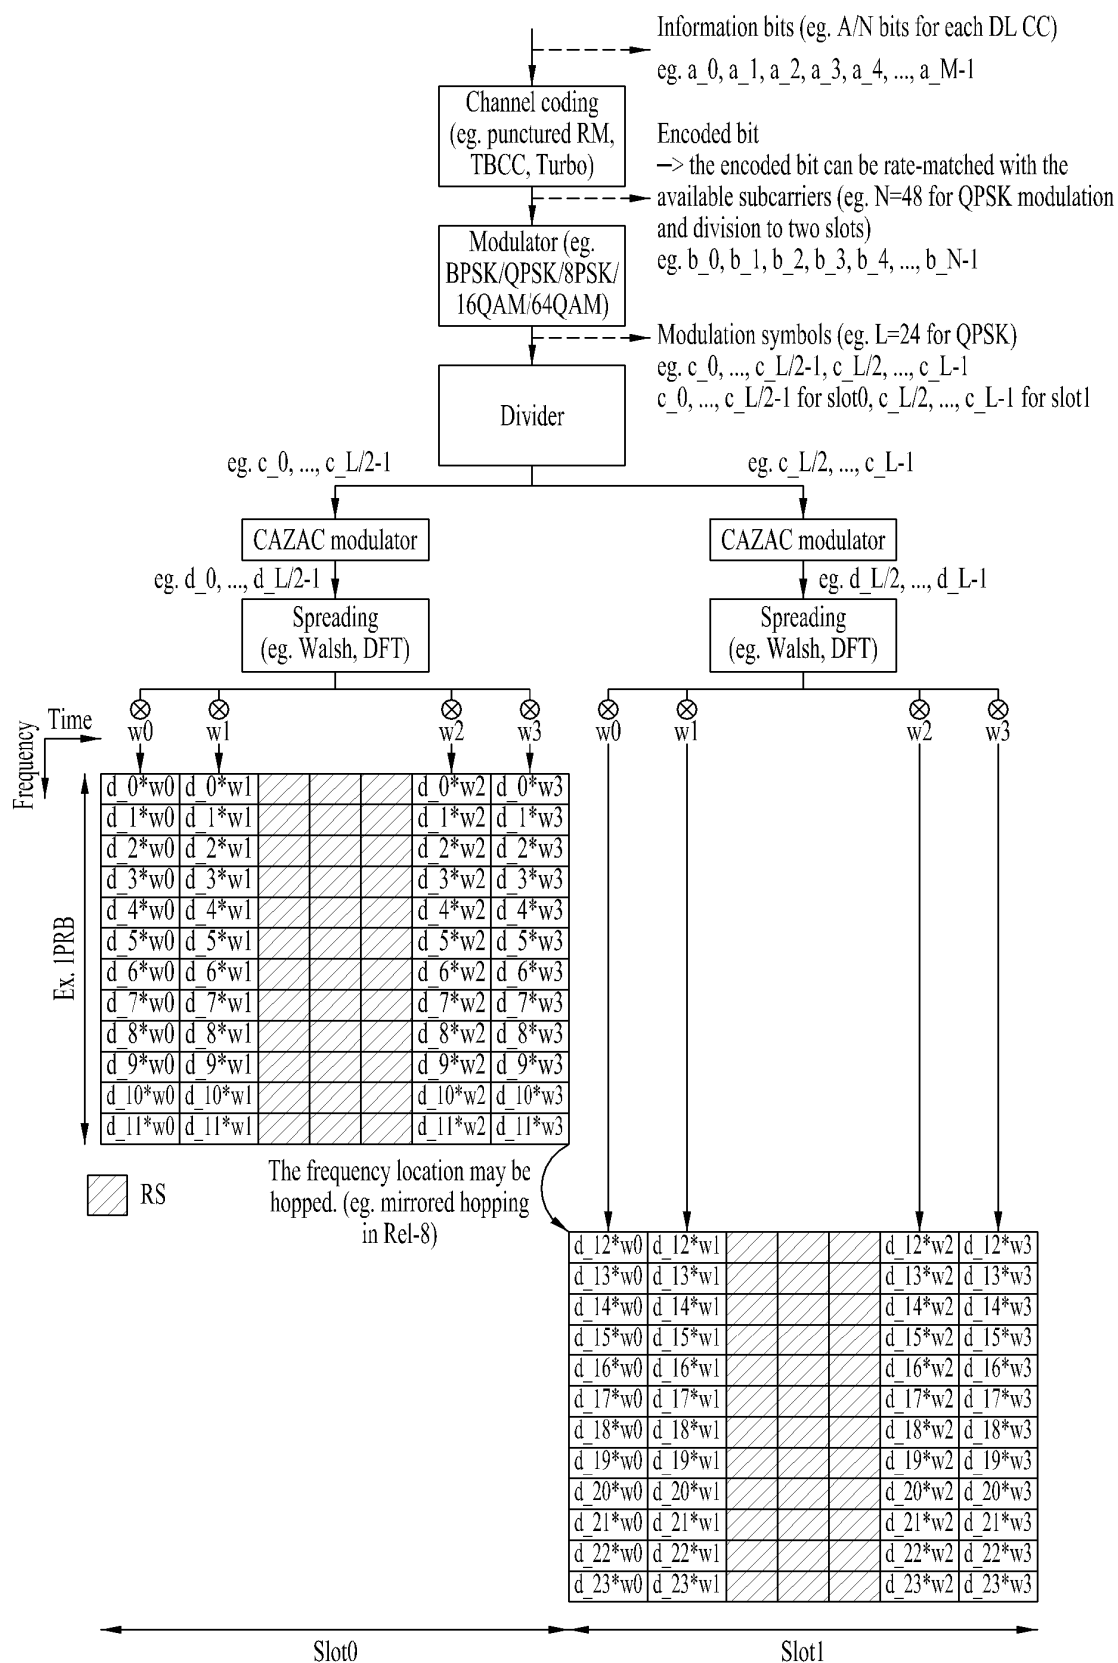 Information bits (eg. A/N bits for each DL CC)
eg. a_0, a_1, a_2, a_3, a_4, ..., a_M-1
Channel coding
(eg. punctured RM,
TBCC, Turbo)
Encoded bit
—> the encoded bit can be rate-matched with the
available subcarriers (eg. N=48 for QPSK modulation
and division to two slots)
eg. b_0, b_1, b_2, b_3, b_4, ..., b_N-1
Modulator (eg.
BPSK/QPSK/8PSK/
16QAM/64QAM)
Modulation symbols (eg. L=24 for QPSK)
eg. c_0, ..., c_L/2-1, c_L/2, ..., c_L-1
c_0, ..., c_L/2-1 for slot0, c_L/2, ..., c_L-1 for slot1
Divider
eg. c_0, ..., c_L/2-1
eg. c_L/2, ..., c_L-1
CAZAC modulator
CAZAC modulator
eg. d_0, ..., d_L/2-1
eg. d_L/2, ..., d_L-1
Spreading
(eg. Walsh, DFT)
Spreading
(eg. Walsh, DFT)
Time
Frequency
w0 w1 w2 w3 w0 w1 w2 w3
d_0*w0 d_0*w1 d_0*w2 d_0*w3
d_1*w0 d_1*w1 d_1*w2 d_1*w3
d_2*w0 d_2*w1 d_2*w2 d_2*w3
d_3*w0 d_3*w1 d_3*w2 d_3*w3
d_4*w0 d_4*w1 d_4*w2 d_4*w3
d_5*w0 d_5*w1 d_5*w2 d_5*w3
d_6*w0 d_6*w1 d_6*w2 d_6*w3
d_7*w0 d_7*w1 d_7*w2 d_7*w3
d_8*w0 d_8*w1 d_8*w2 d_8*w3
d_9*w0 d_9*w1 d_9*w2 d_9*w3
d_10*w0 d_10*w1 d_10*w2 d_10*w3
d_11*w0 d_11*w1 d_11*w2 d_11*w3
Ex. 1PRB
RS
The frequency location may be
hopped. (eg. mirrored hopping
in Rel-8)
d_12*w0 d_12*w1 d_12*w2 d_12*w3
d_13*w0 d_13*w1 d_13*w2 d_13*w3
d_14*w0 d_14*w1 d_14*w2 d_14*w3
d_15*w0 d_15*w1 d_15*w2 d_15*w3
d_16*w0 d_16*w1 d_16*w2 d_16*w3
d_17*w0 d_17*w1 d_17*w2 d_17*w3
d_18*w0 d_18*w1 d_18*w2 d_18*w3
d_19*w0 d_19*w1 d_19*w2 d_19*w3
d_20*w0 d_20*w1 d_20*w2 d_20*w3
d_21*w0 d_21*w1 d_21*w2 d_21*w3
d_22*w0 d_22*w1 d_22*w2 d_22*w3
d_23*w0 d_23*w1 d_23*w2 d_23*w3
Slot0
Slot1